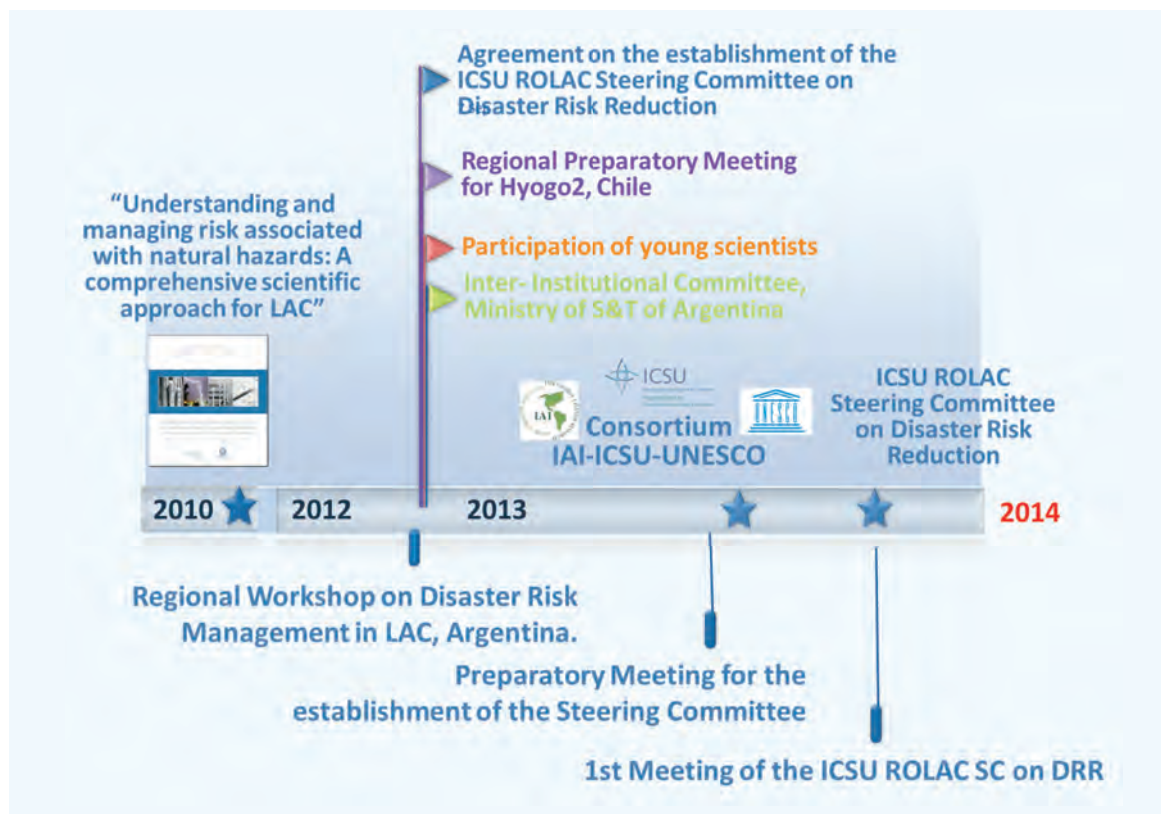 Agreement on the establishment of the
ICSU ROLAC Steering Committee on
Disaster Risk Reduction
Regional Preparatory Meeting
for Hyogo2, Chile
“Understanding and
managing risk associated
with natural hazards: A
comprehensive scientific
approach for LAC”
Participation of young scientists
Inter- Institutional Committee,
Ministry of S&T of Argentina
ICSU
IAI
Consortium
IAI-ICSU-UNESCO
ICSU ROLAC
Steering Committee
on Disaster Risk
Reduction
2010
2012
2013
2014
Regional Workshop on Disaster Risk
Management in LAC, Argentina.
Preparatory Meeting for the
establishment of the Steering Committee
1st Meeting of the ICSU ROLAC SC on DRR